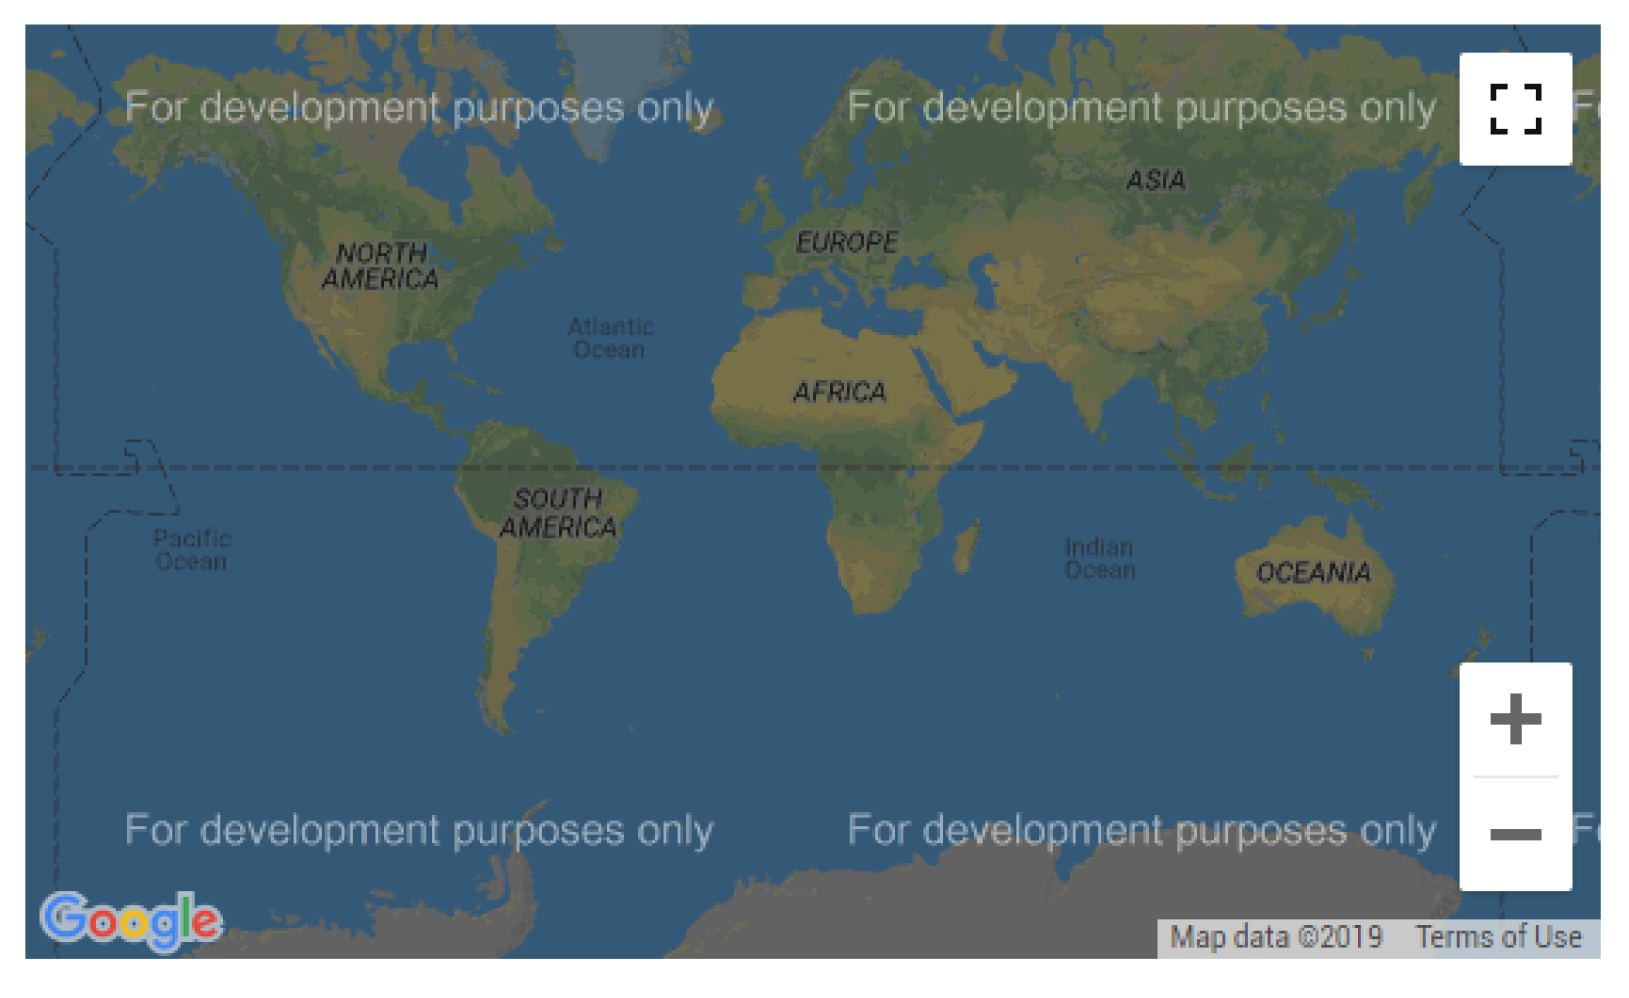 For development purposes only
For development purposes only
Fo
ASIA
EUROPE
NORTH
AMERICA
Atlantic
Ocean
AFRICA
SOUTH
AMERICA
Pacific
Ocean
Indian
Ocean
OCEANIA
For development purposes only
For development purposes only
Fo
Google
Map data ©2019
Terms of Use